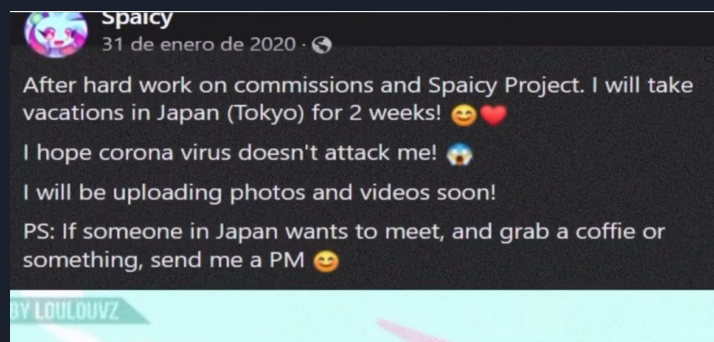 Spaicy
31 de enero de 2020 ·
After hard work on commissions and Spaicy Project. I will take
vacations in Japan (Tokyo) for 2 weeks! 😊❤️
I hope corona virus doesn't attack me! 😱
I will be uploading photos and videos soon!
PS: If someone in Japan wants to meet, and grab a coffie or
something, send me a PM 😊
BY LOULOUVZ